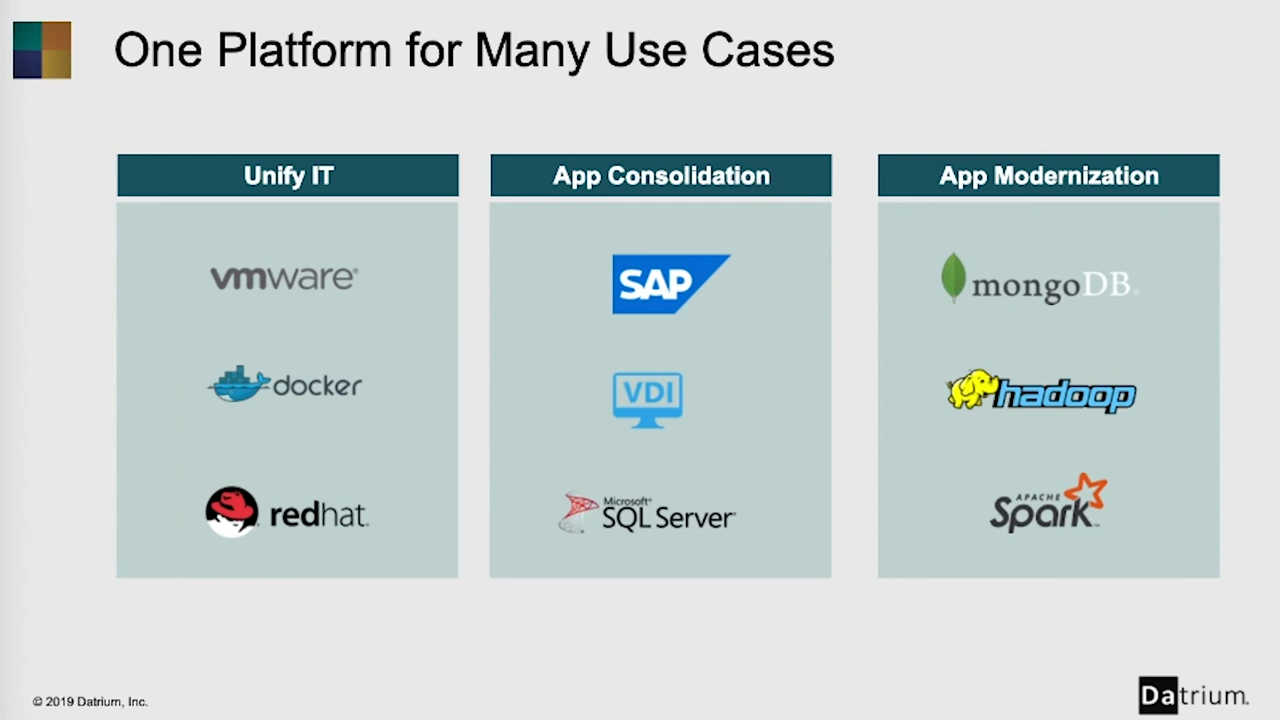 One Platform for Many Use Cases
Unify IT
vmware®
docker
redhat.
App Consolidation
SAP
VDI
Microsoft®
SQL Server
App Modernization
mongoDB®
hadoop
APACHE
Spark™
© 2019 Datrium, Inc.
Datrium